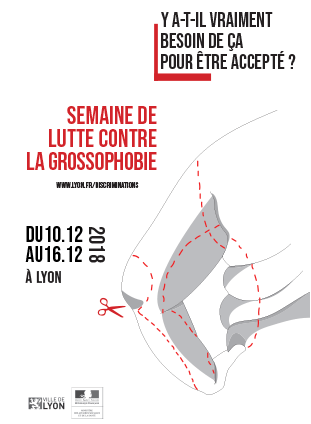 Y A-T-IL VRAIMENT
BESOIN DE ÇA
POUR ÊTRE ACCEPTÉ ?
SEMAINE DE
LUTTE CONTRE
LA GROSSOPHOBIE
WWW.LYON.FR/DISCRIMINATIONS
DU 10.12
AU 16.12
2018
À LYON
VILLE DE
LYON